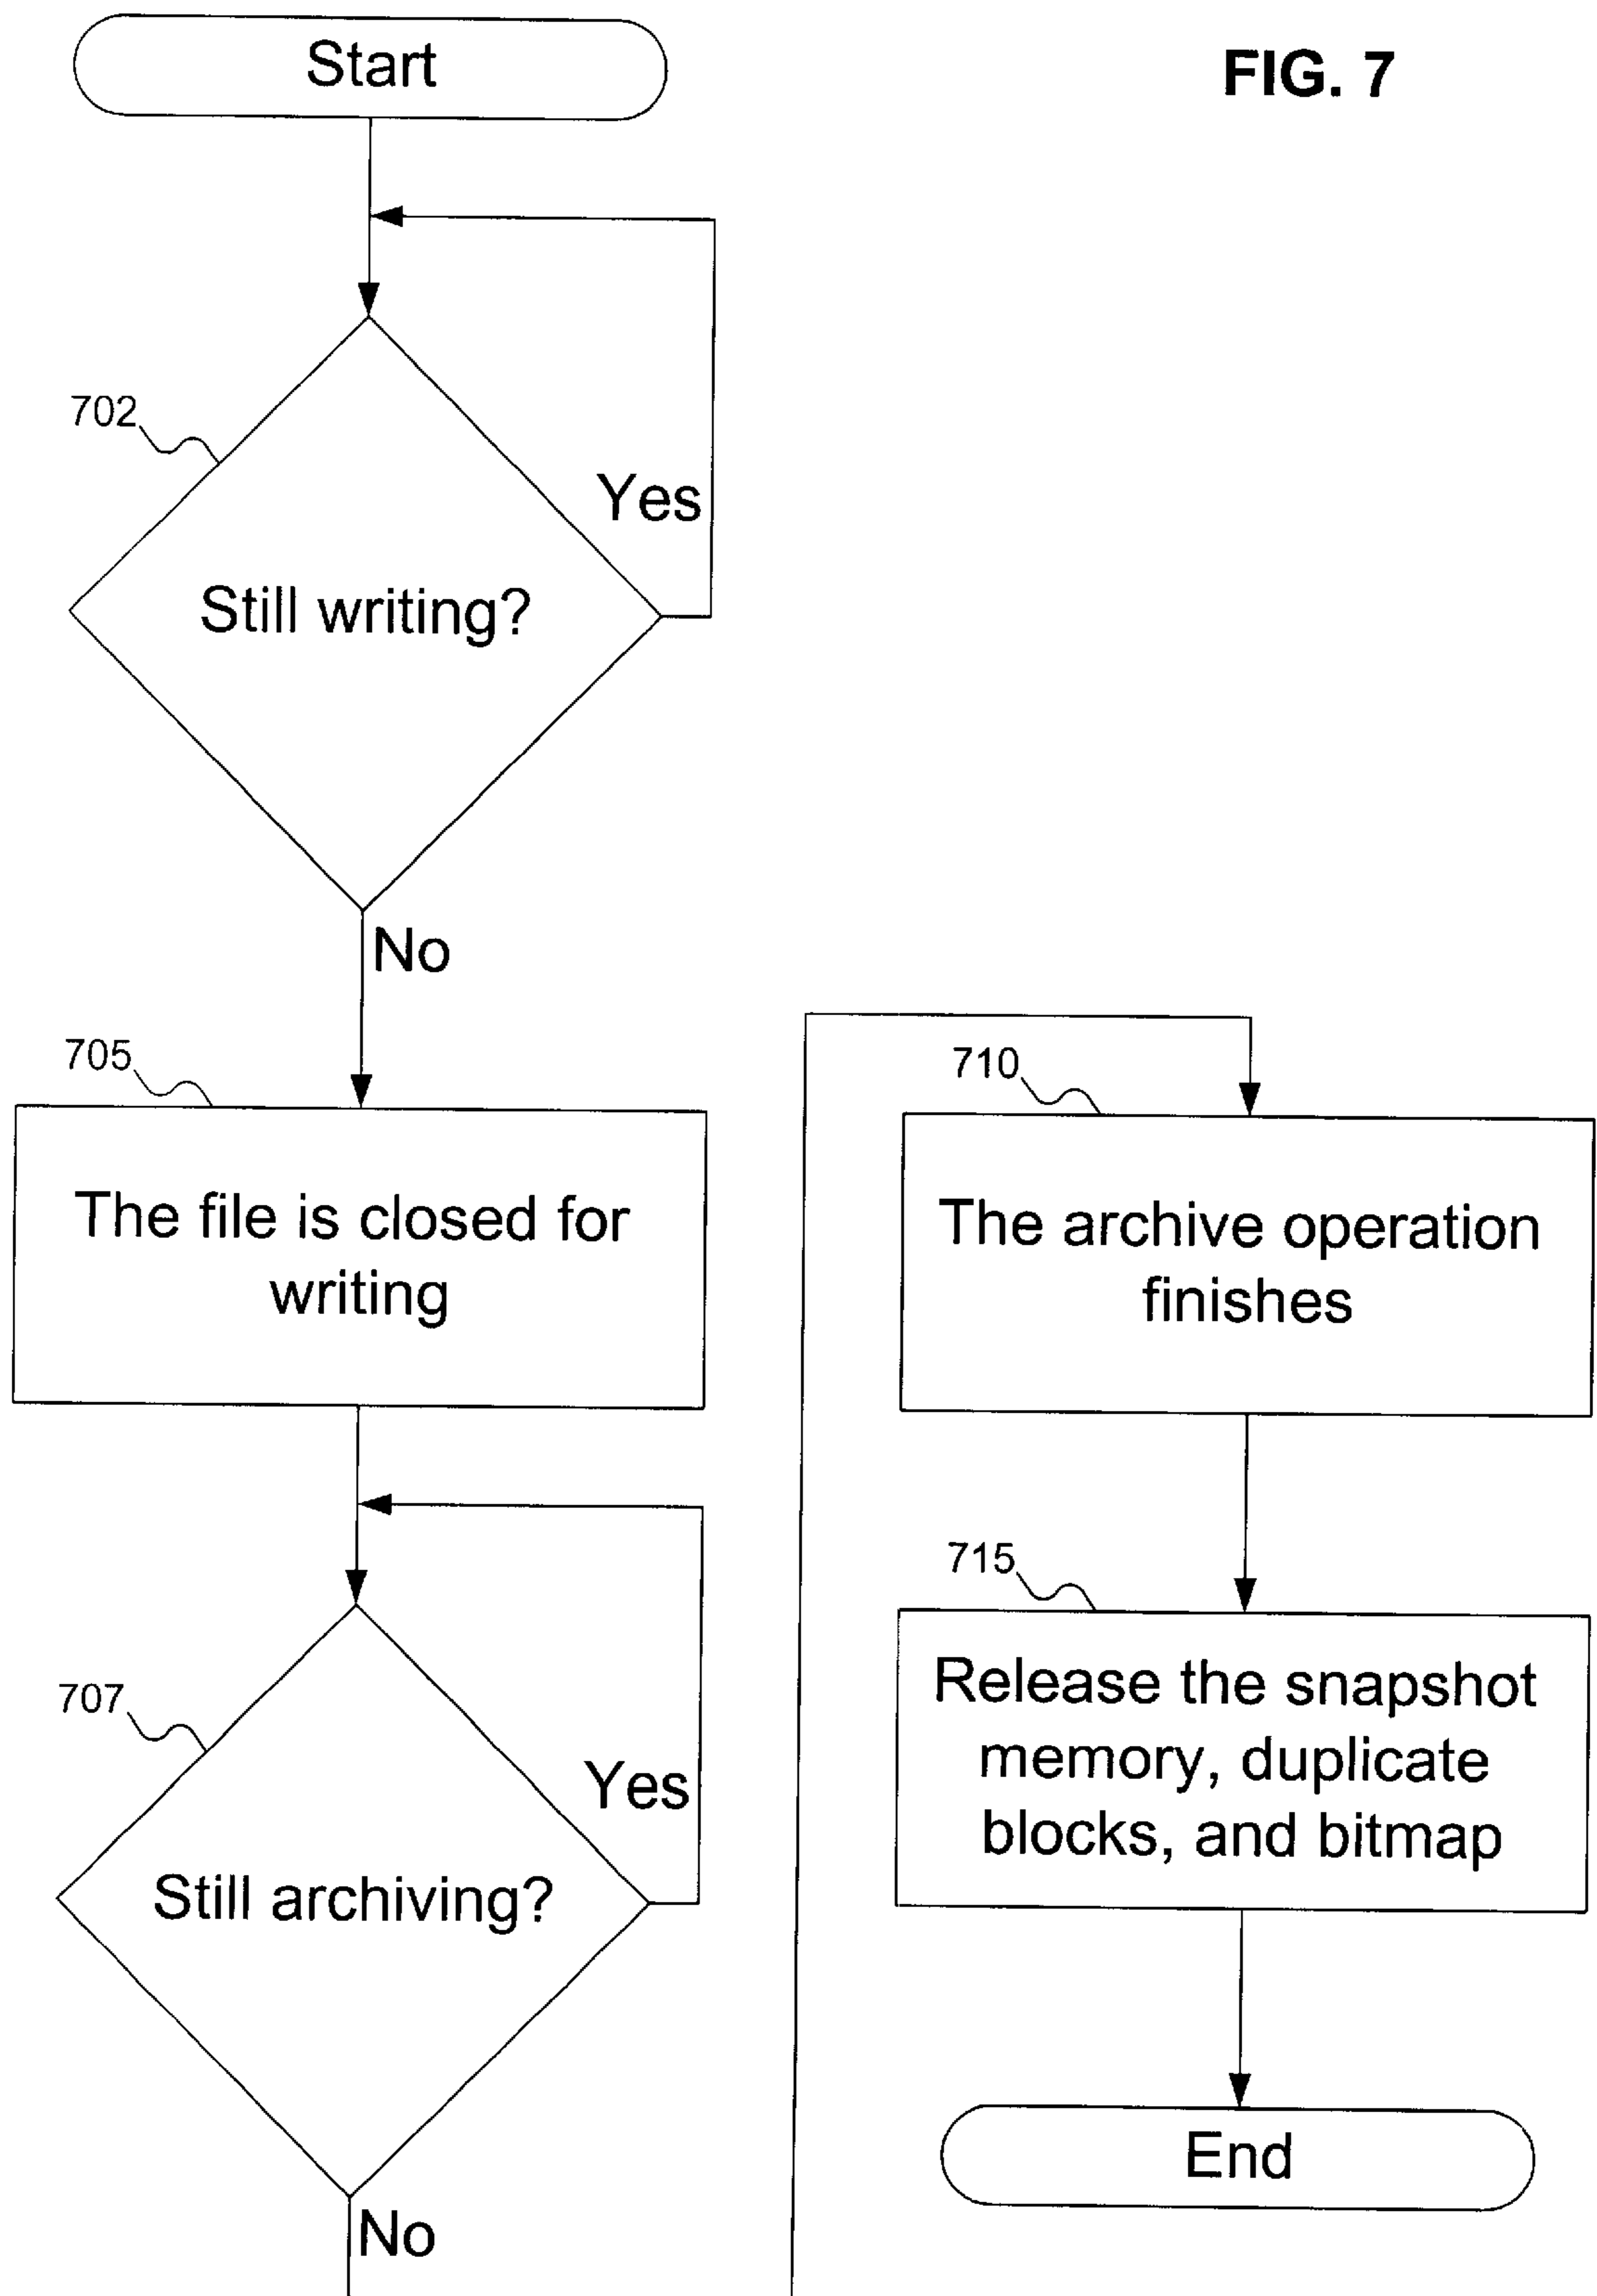 Start
FIG. 7
702
Yes
Still writing?
No
705
The file is closed for
writing
707
Yes
Still archiving?
No
710
The archive operation
finishes
715
Release the snapshot
memory, duplicate
blocks, and bitmap
End